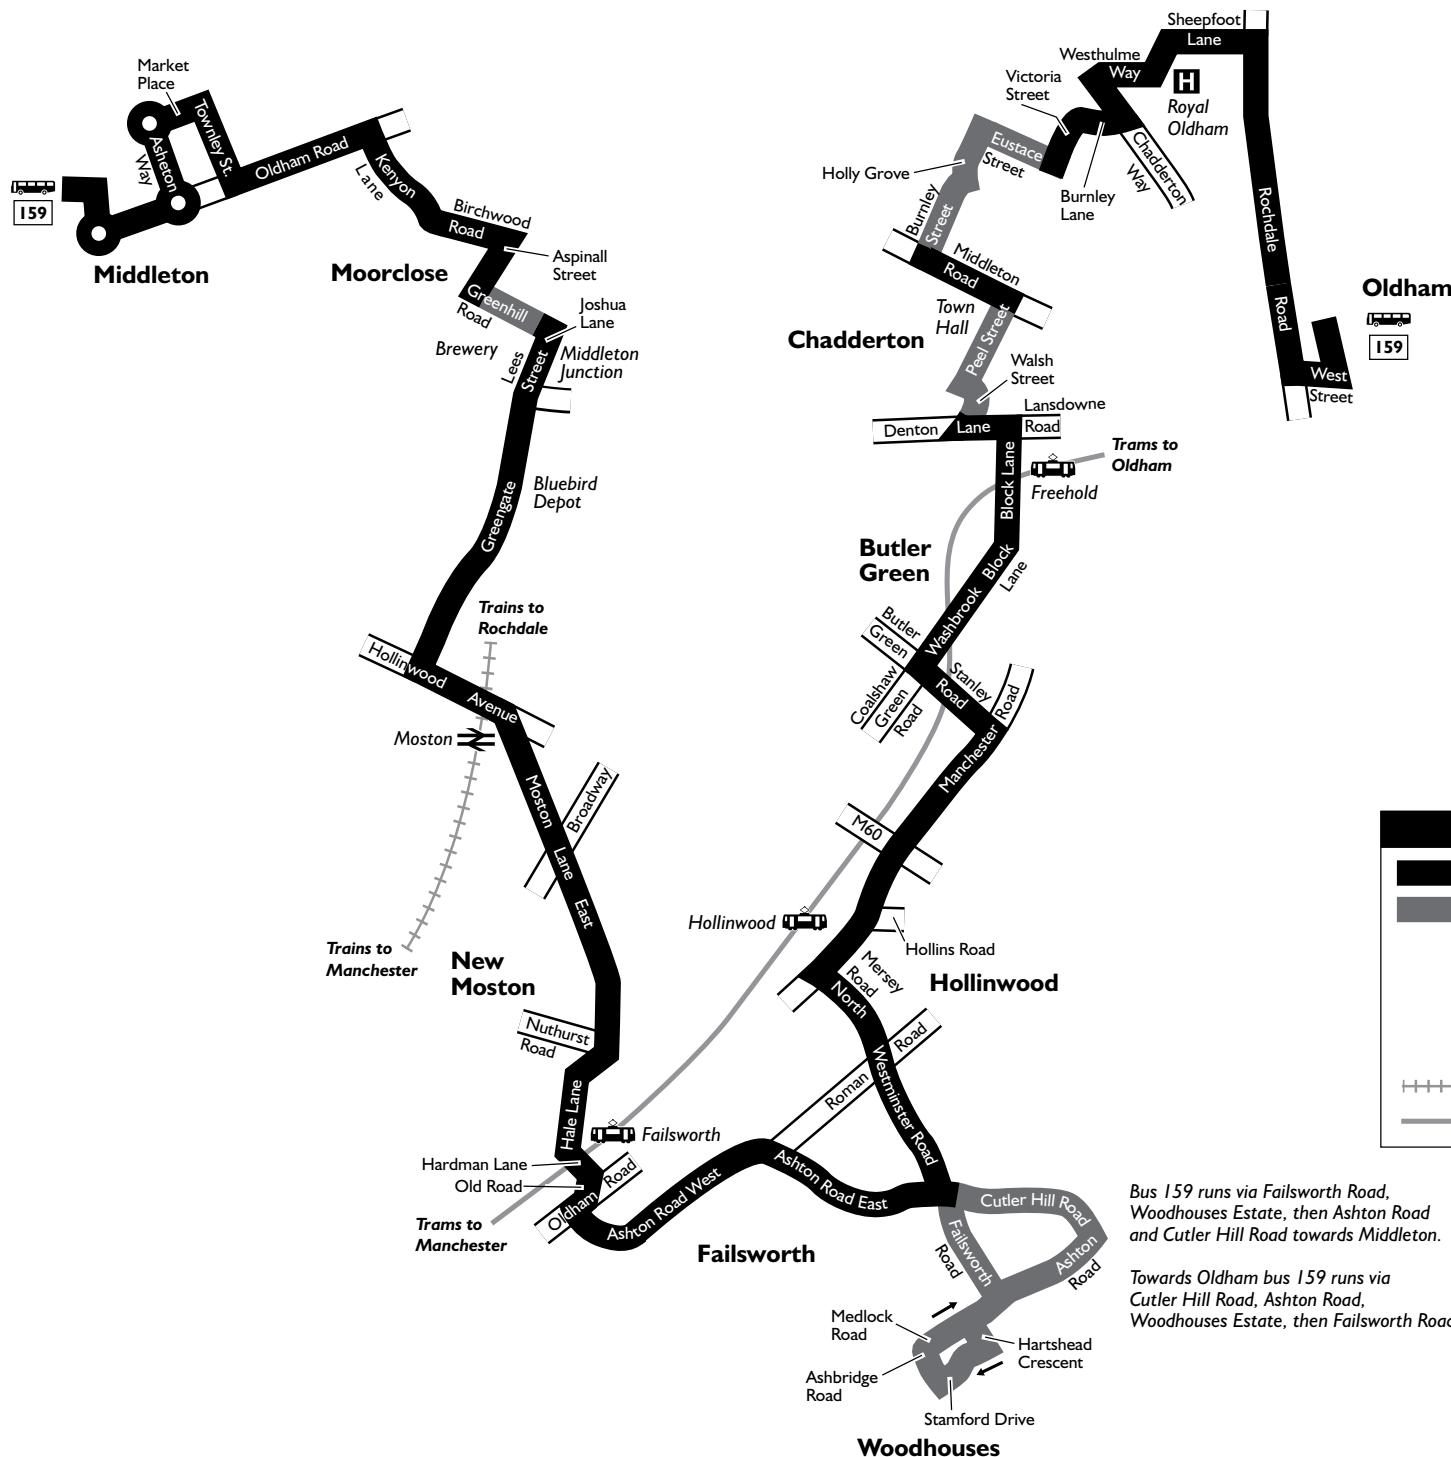 Sheepfoot
Lane
Westhulme
Way
H
Royal
Oldham
Victoria
Street
Market
Place
Townley St.
Asheton
Way
Oldham Road
Kenyon
Lane
Birchwood
Road
159
Middleton
Moorclose
Aspinall
Street
Greenhill
Road
Joshua
Lane
Brewery
Lees
Street
Middleton
Junction
Eustace
Street
Holly Grove
Burnley
Street
Burnley
Lane
Chadderton
Way
Middleton
Road
Town
Hall
Peel Street
Chadderton
Walsh
Street
Rochdale
Road
Oldham
159
West
Street
Denton
Lane
Lansdowne
Road
Block Lane
Trams to
Oldham
Freehold
Bluebird
Depot
Greengate
Butler
Green
Block
Lane
Washbrook
Butler
Green
Stanley
Road
Coalshaw
Green
Road
Manchester
Road
Trains to
Rochdale
Hollinwood
Avenue
Moston
Moston
Lane
East
Broadway
M60
Hollinwood
Hollins Road
Trains to
Manchester
New
Moston
Mersey
Road
North
Hollinwood
Nuthurst
Road
Roman
Road
Westminster Road
Hale Lane
Failsworth
Hardman Lane
Old Road
Oldham
Road
Ashton Road West
Ashton Road East
Trams to
Manchester
Failsworth
Cutler Hill Road
Failsworth
Road
Ashton
Road
Bus 159 runs via Failsworth Road,
Woodhouses Estate, then Ashton Road
and Cutler Hill Road towards Middleton.
Towards Oldham bus 159 runs via
Cutler Hill Road, Ashton Road,
Woodhouses Estate, then Failsworth
Medlock
Road
Hartshead
Crescent
Ashbridge
Road
Stamford Drive
Woodhouses